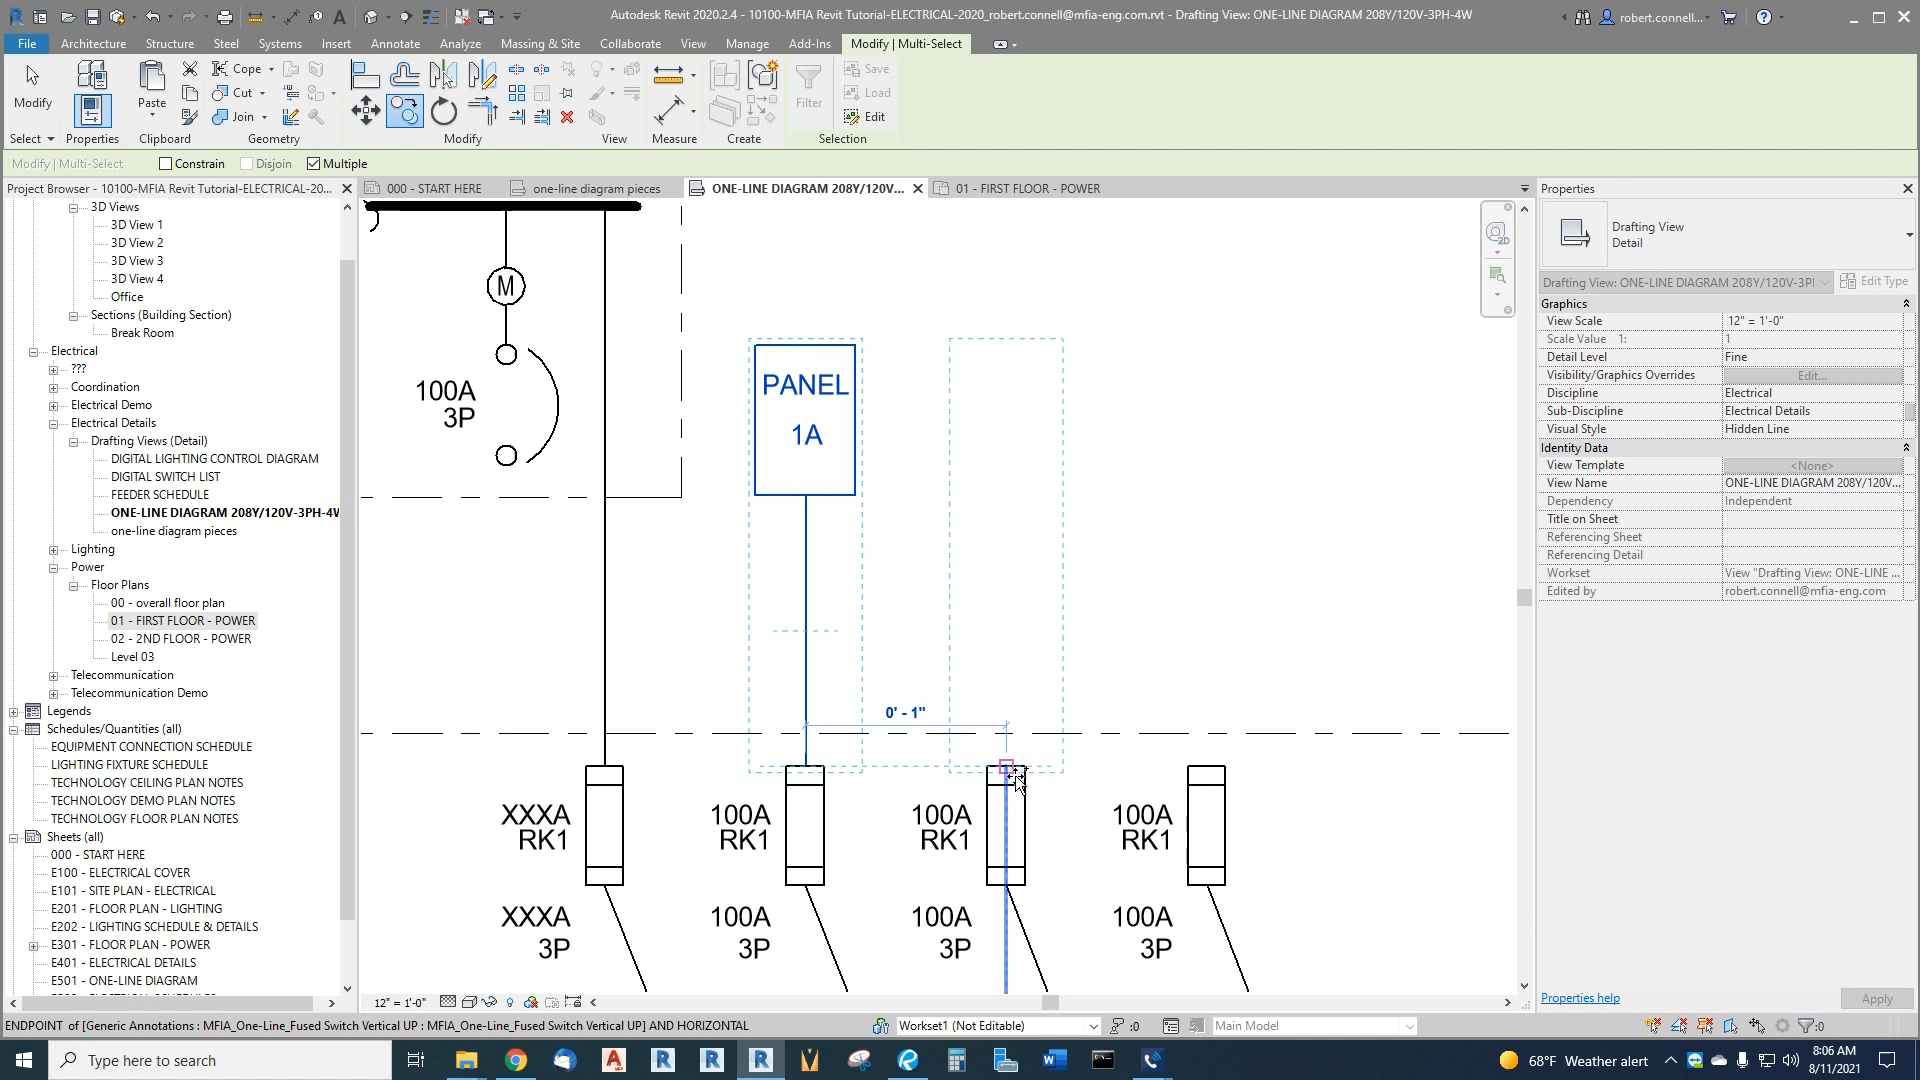 Autodesk Revit 2020.2.4 - 10100-MFIA Revit Tutorial-ELECTRICAL-2020_robert.connell@mfia-eng.com.rvt - Drafting View: ONE-LINE DIAGRAM 208Y/120V-3PH-4W
robert.connell...
File Architecture Structure Steel Systems Insert Annotate Analyze Massing & Site Collaborate View Manage Add-Ins Modify | Multi-Select
Modify Paste Cope Cut Join Filter Save Load Edit
Select Properties Clipboard Geometry Modify View Measure Create Selection
Modify | Multi-Select Constrain Disjoin Multiple
Project Browser - 10100-MFIA Revit Tutorial-ELECTRICAL-20...
000 - START HERE
one-line diagram pieces
ONE-LINE DIAGRAM 208Y/120V...
01 - FIRST FLOOR - POWER
3D Views
3D View 1
3D View 2
3D View 3
3D View 4
Office
Sections (Building Section)
Break Room
Electrical
???
Coordination
Electrical Demo
Electrical Details
Drafting Views (Detail)
DIGITAL LIGHTING CONTROL DIAGRAM
DIGITAL SWITCH LIST
FEEDER SCHEDULE
ONE-LINE DIAGRAM 208Y/120V-3PH-4W
one-line diagram pieces
Lighting
Power
Floor Plans
00 - overall floor plan
01 - FIRST FLOOR - POWER
02 - 2ND FLOOR - POWER
Level 03
Telecommunication
Telecommunication Demo
Legends
Schedules/Quantities (all)
EQUIPMENT CONNECTION SCHEDULE
LIGHTING FIXTURE SCHEDULE
TECHNOLOGY CEILING PLAN NOTES
TECHNOLOGY DEMO PLAN NOTES
TECHNOLOGY FLOOR PLAN NOTES
Sheets (all)
000 - START HERE
E100 - ELECTRICAL COVER
E101 - SITE PLAN - ELECTRICAL
E201 - FLOOR PLAN - LIGHTING
E202 - LIGHTING SCHEDULE & DETAILS
E301 - FLOOR PLAN - POWER
E401 - ELECTRICAL DETAILS
E501 - ONE-LINE DIAGRAM
M
100A
3P
PANEL
1A
0' - 1"
XXXA
RK1
100A
RK1
100A
RK1
100A
RK1
XXXA
3P
100A
3P
100A
3P
100A
3P
2D
Properties
Drafting View
Detail
Drafting View: ONE-LINE DIAGRAM 208Y/120V-3PI
Edit Type
Graphics
View Scale 12" = 1'-0"
Scale Value 1: 1
Detail Level Fine
Visibility/Graphics Overrides Edit...
Discipline Electrical
Sub-Discipline Electrical Details
Visual Style Hidden Line
Identity Data
View Template <None>
View Name ONE-LINE DIAGRAM 208Y/120V...
Dependency Independent
Title on Sheet
Referencing Sheet
Referencing Detail
Workset View "Drafting View: ONE-LINE ...
Edited by robert.connell@mfia-eng.com
Properties help
Apply
12" = 1'-0"
ENDPOINT of [Generic Annotations : MFIA_One-Line_Fused Switch Vertical UP : MFIA_One-Line_Fused Switch Vertical UP] AND HORIZONTAL
Workset1 (Not Editable)
:0
Main Model
:0
Type here to search
68°F Weather alert
8:06 AM
8/11/2021